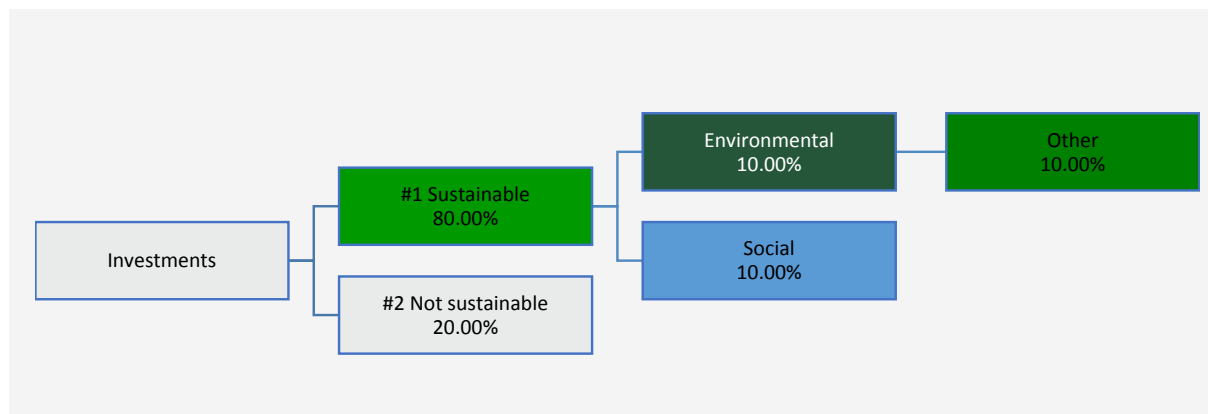 Investments
#1 Sustainable
80.00%
#2 Not sustainable
20.00%
Environmental
10.00%
Social
10.00%
Other
10.00%